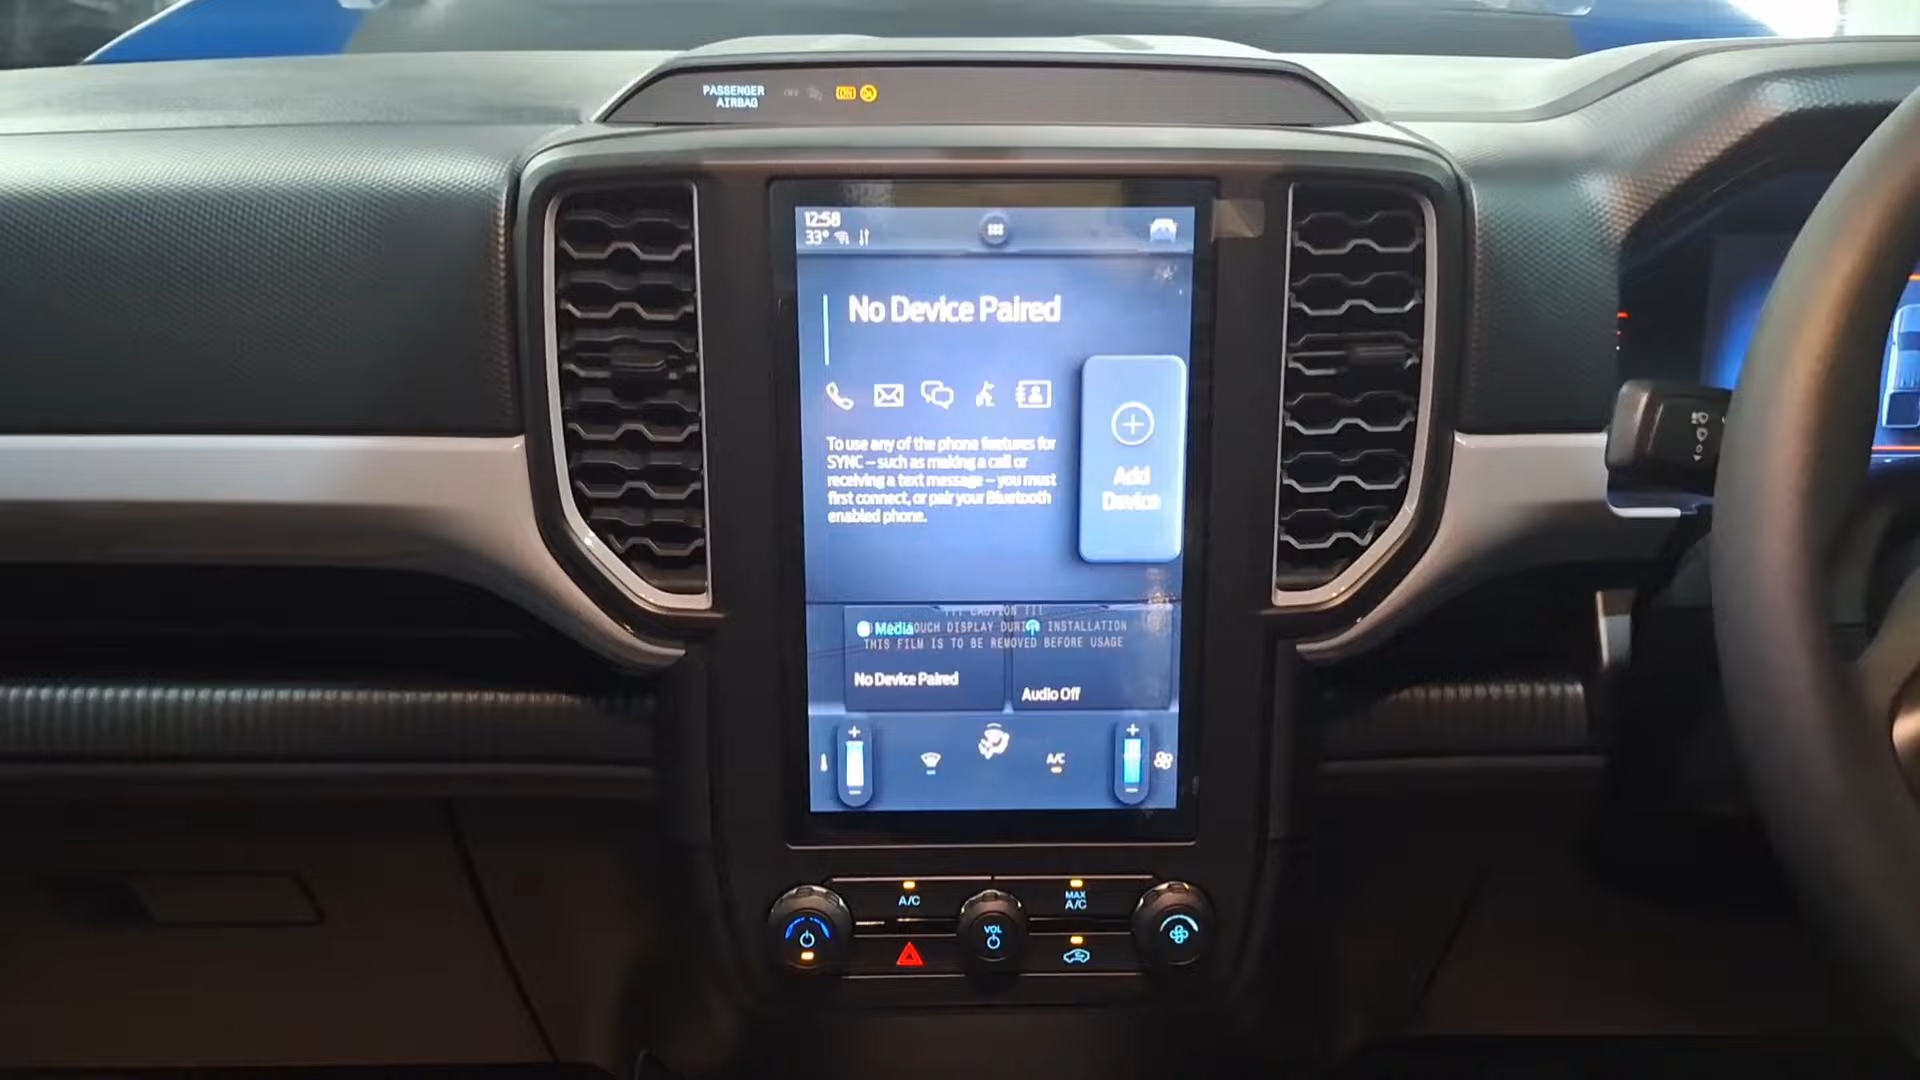 PASSENGER
AIRBAG
OFF
ON
12:58
33°
No Device Paired
To use any of the phone features for
SYNC – such as making a call or
receiving a text message – you must
first connect, or pair your Bluetooth
enabled phone.
Add
Device
!!! CAUTION !!!
Media
TOUCH DISPLAY DURING INSTALLATION
THIS FILM IS TO BE REMOVED BEFORE USAGE
No Device Paired
Audio Off
A/C
A/C
MAX
A/C
VOL